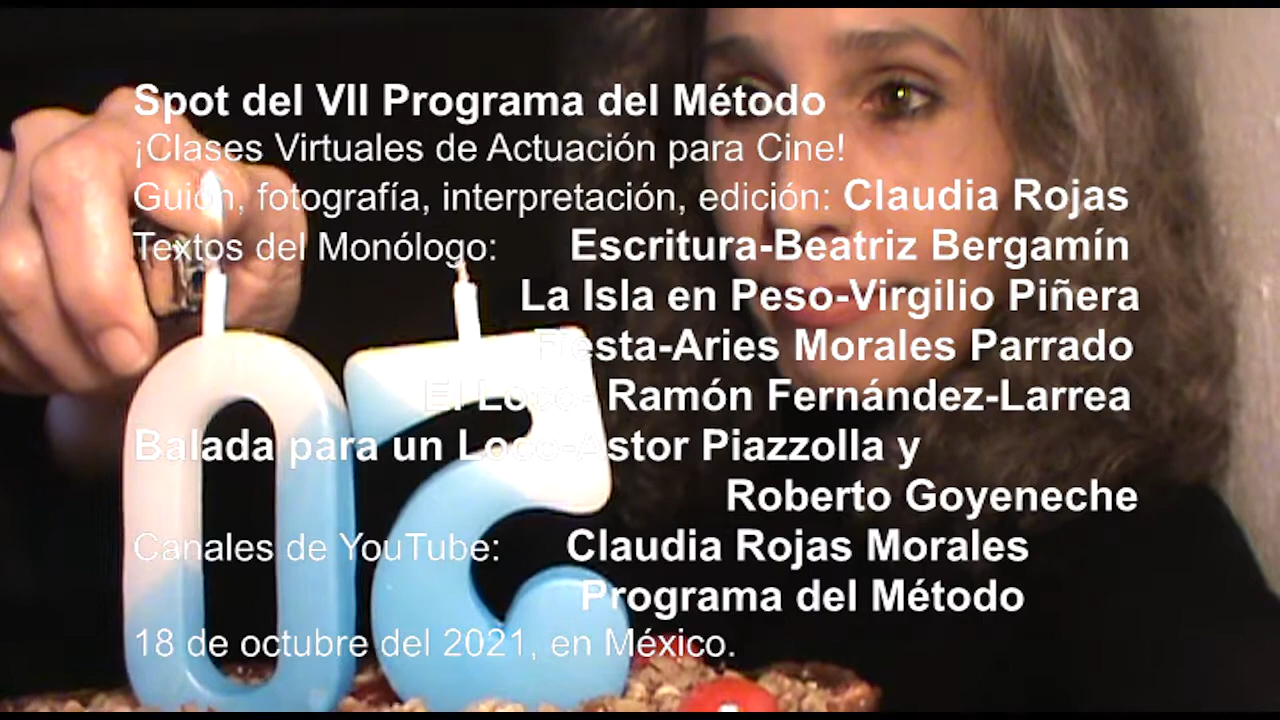 Spot del VII Programa del Método
¡Clases Virtuales de Actuación para Cine!
Guión, fotografía, interpretación, edición: Claudia Rojas
Textos del Monólogo: Escritura-Beatriz Bergamín
La Isla en Peso-Virgilio Piñera
Fiesta-Aries Morales Parrado
El Loco- Ramón Fernández-Larrea
Balada para un Loco-Astor Piazzolla y
Roberto Goyeneche
Canales de YouTube: Claudia Rojas Morales
Programa del Método
18 de octubre del 2021, en México.